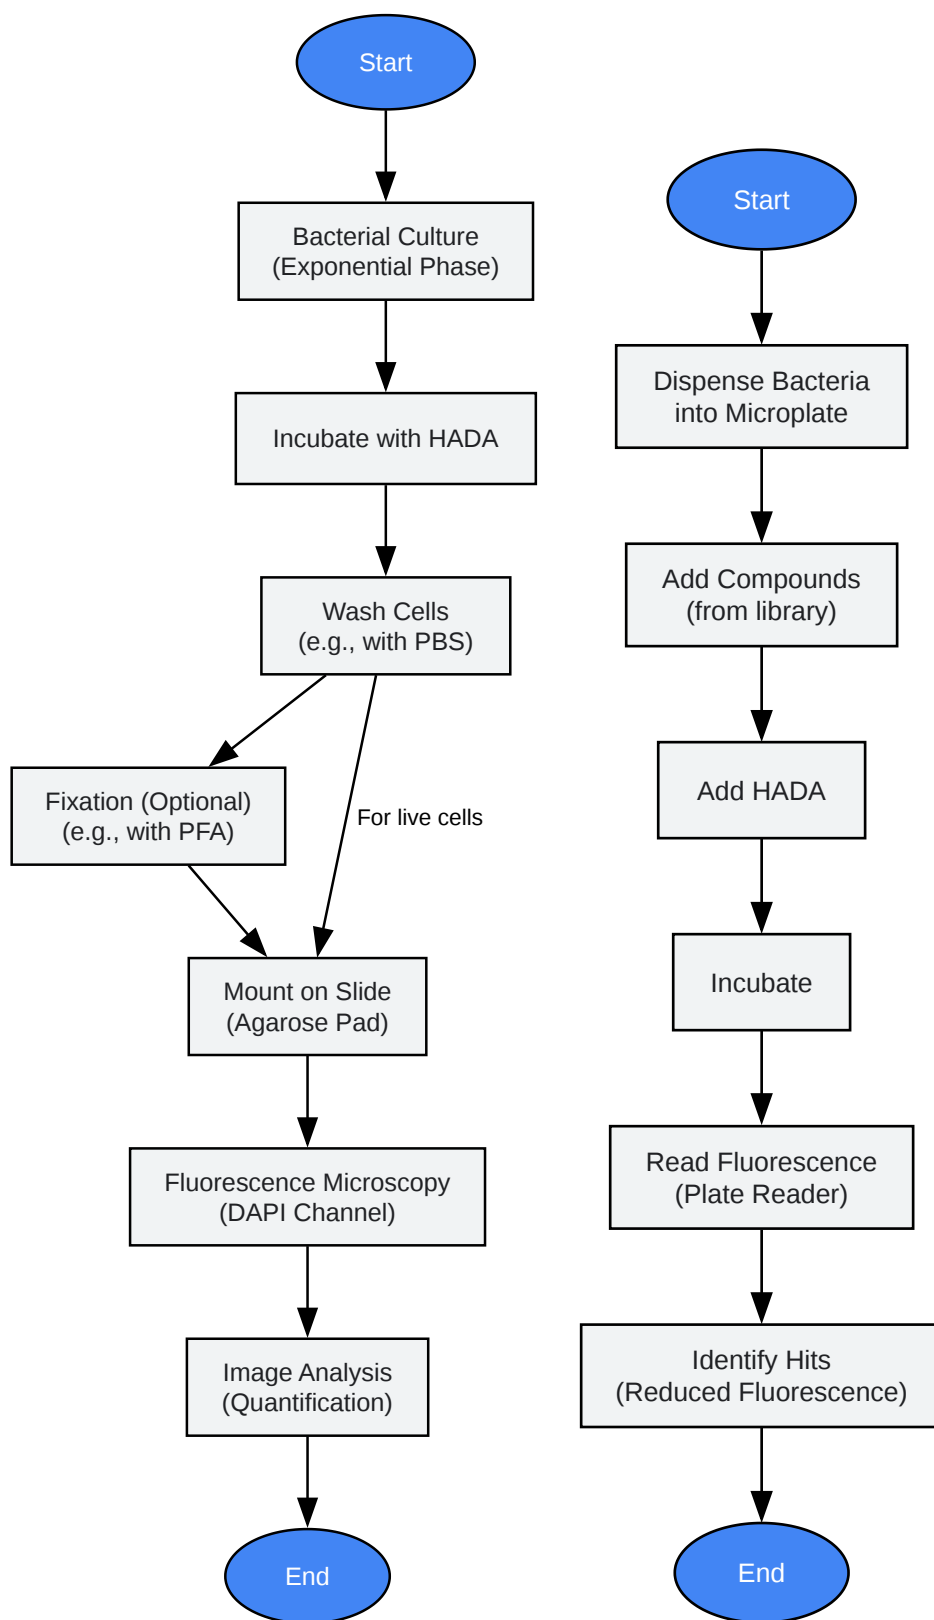 Start
Bacterial Culture
(Exponential Phase)
Incubate with HADA
Wash Cells
(e.g., with PBS)
Fixation (Optional)
(e.g., with PFA)
For live cells
Mount on Slide
(Agarose Pad)
Fluorescence Microscopy
(DAPI Channel)
Image Analysis
(Quantification)
End
Start
Dispense Bacteria
into Microplate
Add Compounds
(from library)
Add HADA
Incubate
Read Fluorescence
(Plate Reader)
Identify Hits
(Reduced Fluorescence)
End